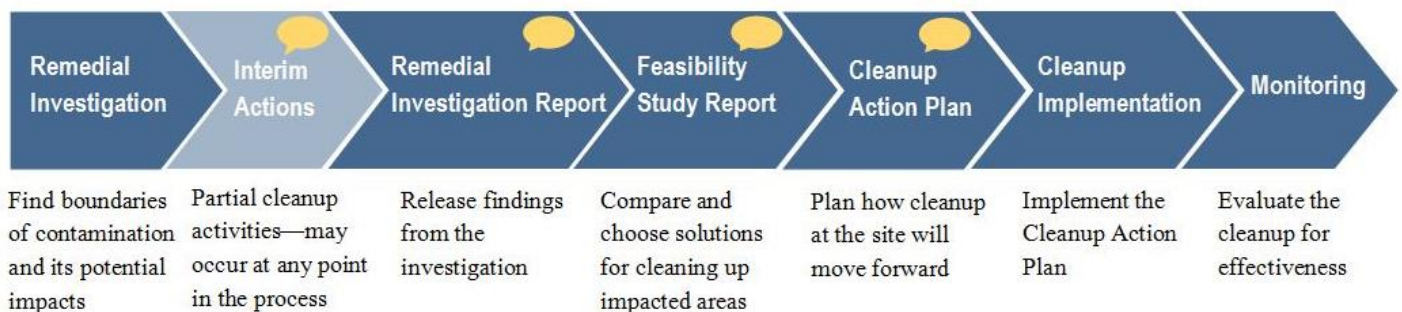 Remedial
Investigation
Interim
Actions
Remedial
Investigation Report
Feasibility
Study Report
Cleanup
Action Plan
Cleanup
Implementation
Monitoring
Find boundaries
of contamination
and its potential
impacts
Partial cleanup
activities—may
occur at any point
in the process
Release findings
from the
investigation
Compare and
choose solutions
for cleaning up
impacted areas
Plan how cleanup
at the site will
move forward
Implement the
Cleanup Action
Plan
Evaluate the
cleanup for
effectiveness